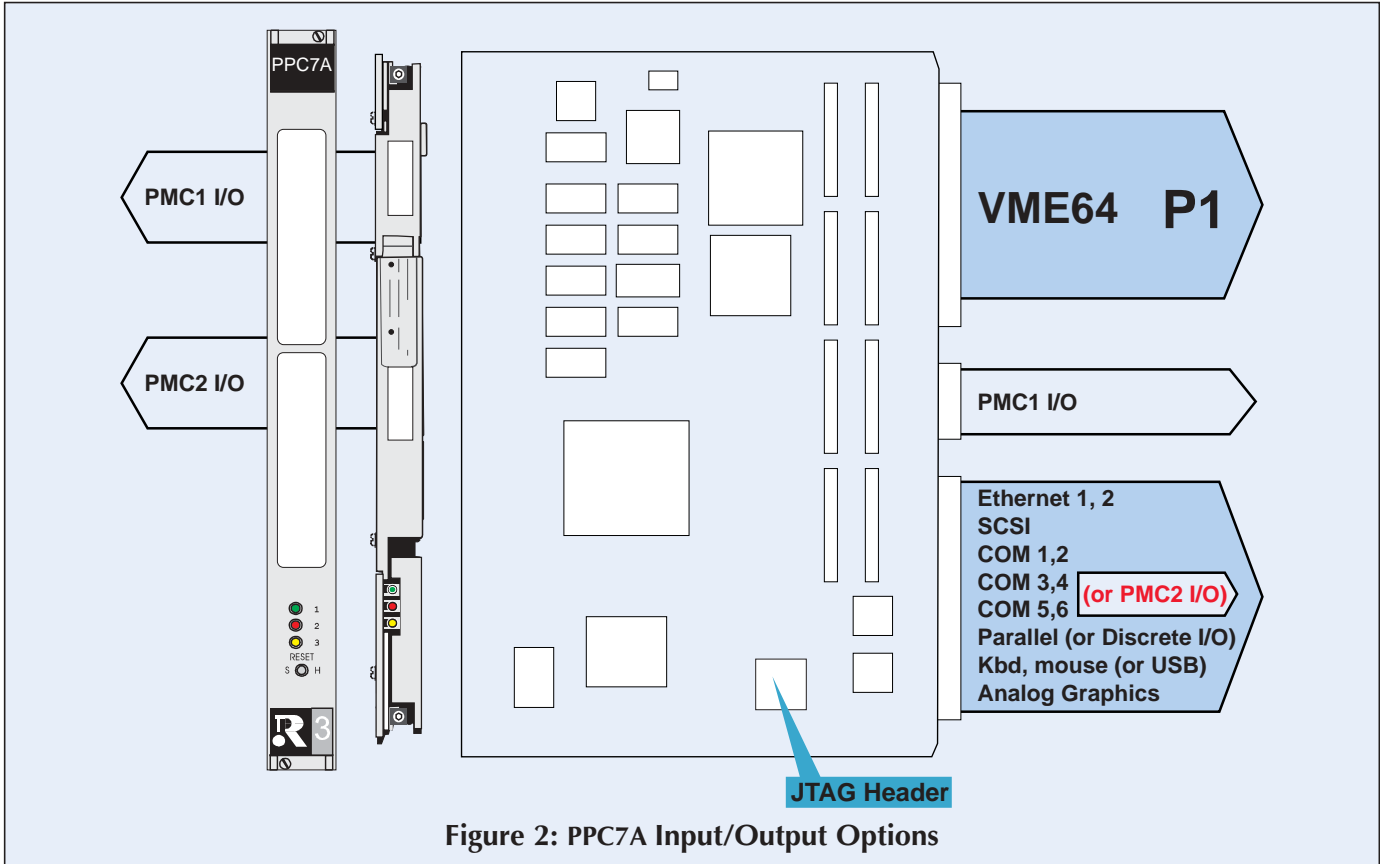 PPC7A
PMC1 I/O
PMC2 I/O
1
2
3
RESET
S H
R 3
VME64 P1
PMC1 I/O
Ethernet 1, 2
SCSI
COM 1,2
COM 3,4
(or PMC2 I/O)
COM 5,6
Parallel (or Discrete I/O)
Kbd, mouse (or USB)
Analog Graphics
JTAG Header
Figure 2: PPC7A Input/Output Options